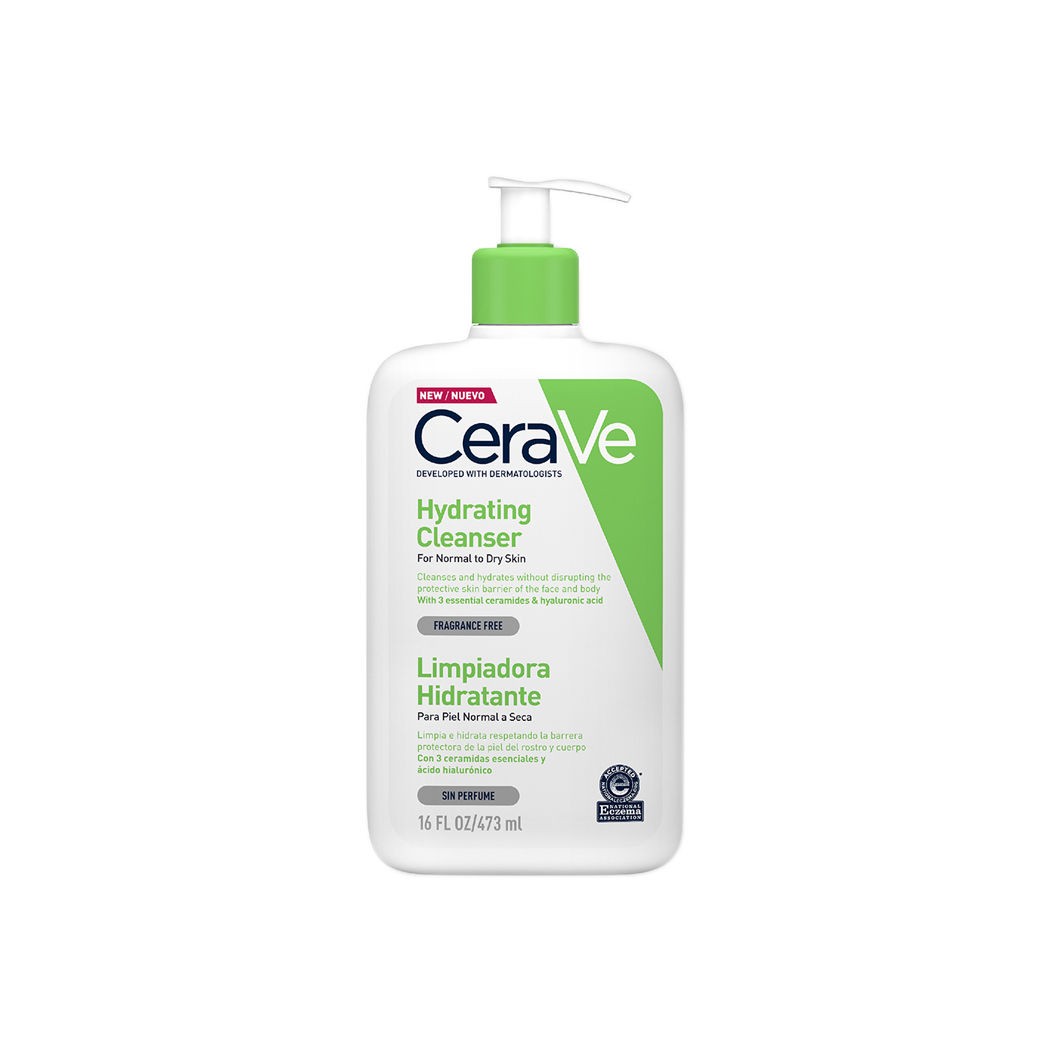 NEW / NUEVO
CeraVe
DEVELOPED WITH DERMATOLOGISTS
Hydrating
Cleanser
For Normal to Dry Skin
Cleanses and hydrates without disrupting the
protective skin barrier of the face and body
With 3 essential ceramides & hyaluronic acid
FRAGRANCE FREE
Limpiadora
Hidratante
Para Piel Normal a Seca
Limpia e hidrata respetando la barrera
protectora de la piel del rostro y cuerpo
Con 3 ceramidas esenciales y
ácido hialurónico
SIN PERFUME
16 FL OZ/473 ml
ACCEPTED
e
NATIONAL
Eczema
ASSOCIATION